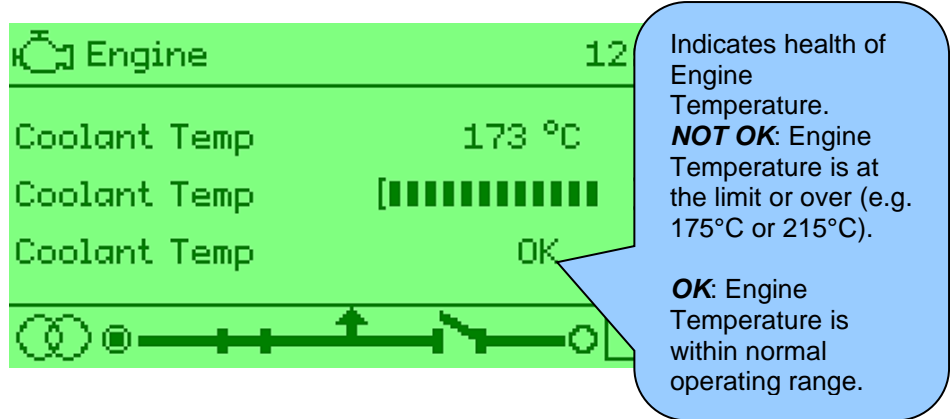 Engine 12
Coolant Temp 173 °C
Coolant Temp
Coolant Temp OK
Indicates health of
Engine
Temperature.
NOT OK: Engine
Temperature is at
the limit or over (e.g.
175°C or 215°C).
OK: Engine
Temperature is
within normal
operating range.